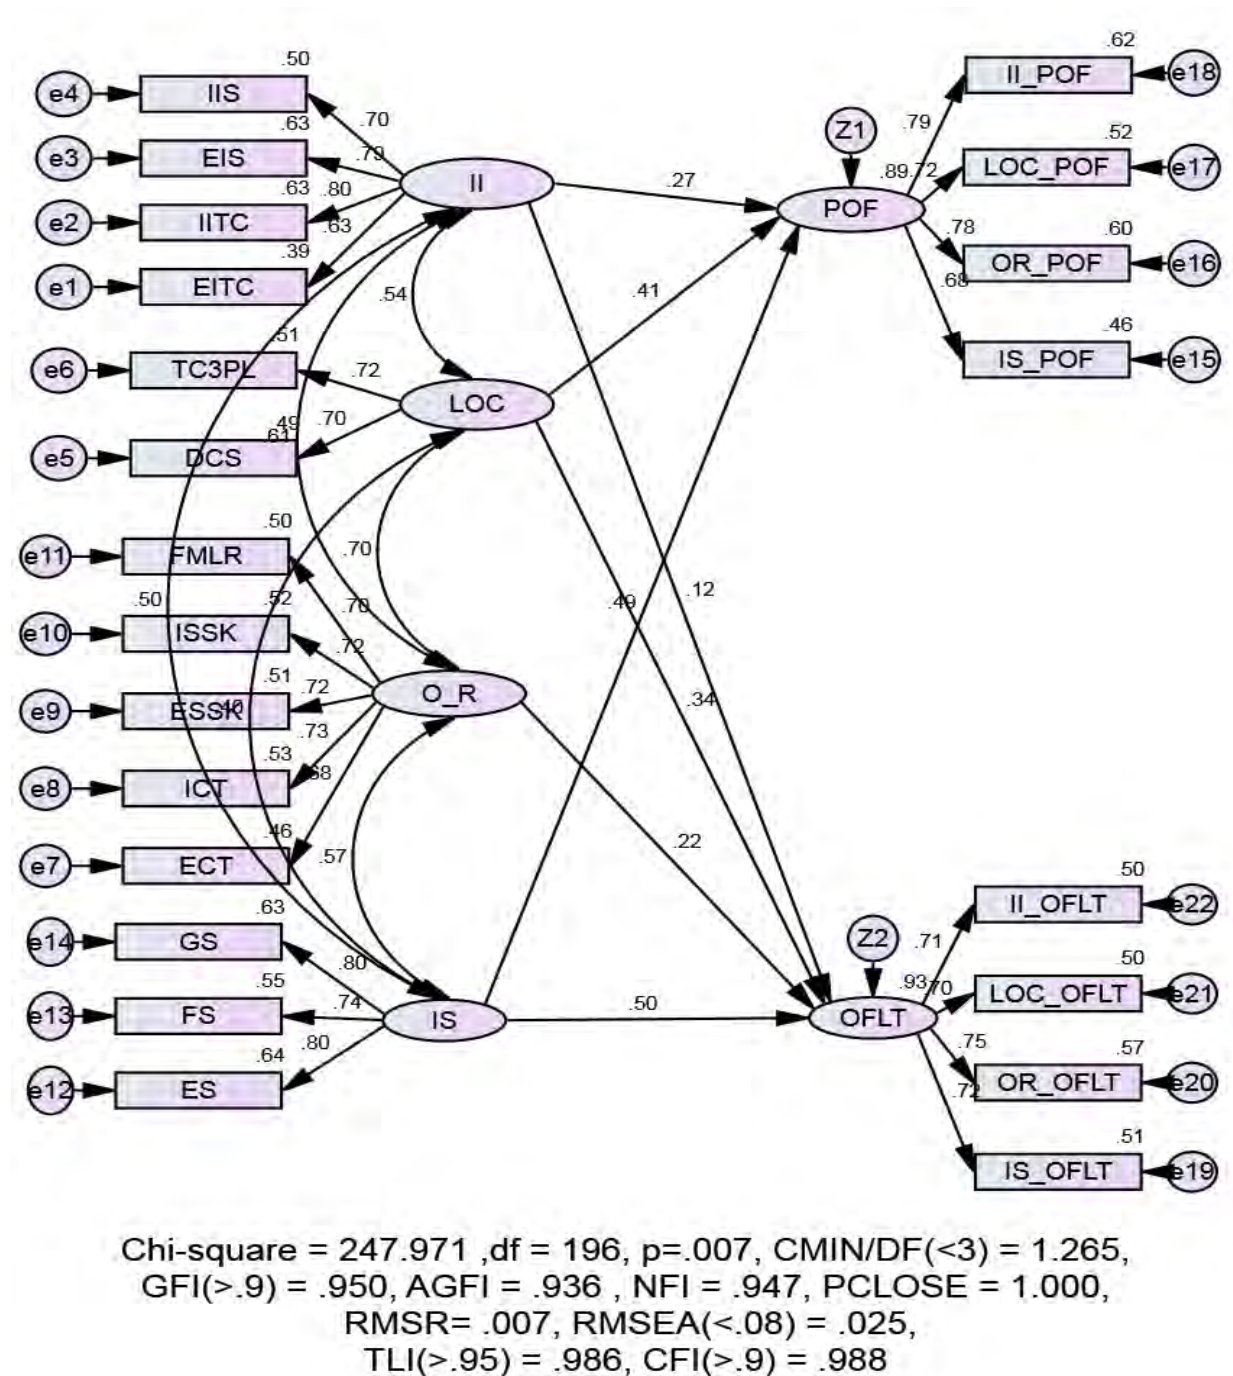 .50
e4 IIS .70
.63
e3 EIS .79
.63 .80
e2 IITC .63
.39
e1 EITC
II .27
.54
.51
e6 TC3PL .72
LOC .41
.49 .70
.61
e5 DCS
.50
e11 FMLR .70
.70
.50
.52
e10 ISSK .72
.51 .72
e9 ESSK .40
O_R
.73
.53
e8 ICT .68
.46
e7 ECT .57
.22
.63
e14 GS .80
.55 .74
e13 FS
IS .50
.64 .80
e12 ES
.49 .12
.34
Z1
.89
POF
.62
.79 II_POF e18
.52
.72 LOC_POF e17
.60
.78 OR_POF e16
.68
.46
IS_POF e15
Z2
.93
OFLT
.50
II_OFLT e22
.71
.50
.70 LOC_OFLT e21
.75 .57
OR_OFLT e20
.72
.51
IS_OFLT e19
Chi-square = 247.971 ,df = 196, p=.007, CMIN/DF(<3) = 1.265,
GFI(>.9) = .950, AGFI = .936 , NFI = .947, PCLOSE = 1.000,
RMSR= .007, RMSEA(<.08) = .025,
TLI(>.95) = .986, CFI(>.9) = .988